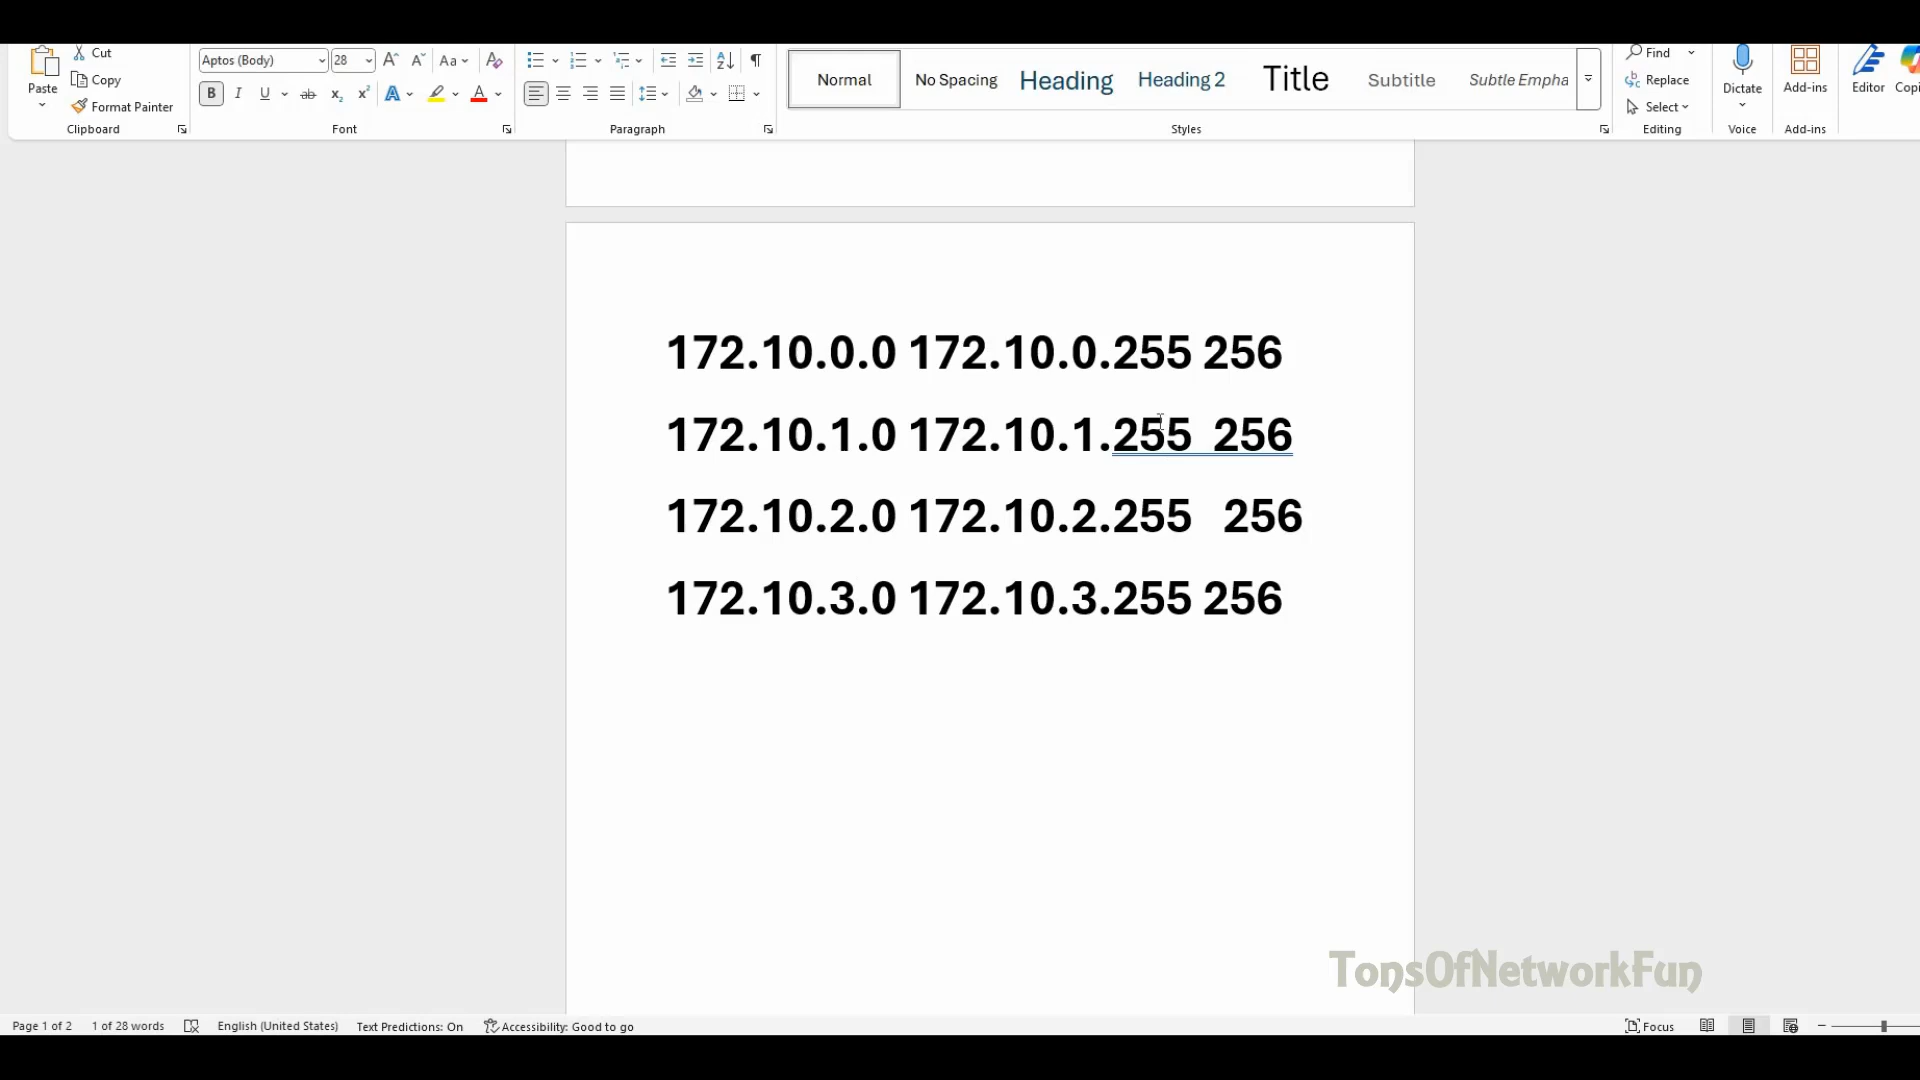 Cut
Aptos (Body) 28 Aa
Find
Paste
Copy
Normal No Spacing Heading Heading 2 Title Subtitle Subtle Empha
Replace
Dictate Add-ins Editor Copi
Format Painter
Select
Clipboard Font Paragraph Styles Editing Voice Add-ins
172.10.0.0 172.10.0.255 256
172.10.1.0 172.10.1.255 256
172.10.2.0 172.10.2.255 256
172.10.3.0 172.10.3.255 256
TonsOfNetworkFun
Page 1 of 2 1 of 28 words English (United States) Text Predictions: On Accessibility: Good to go Focus